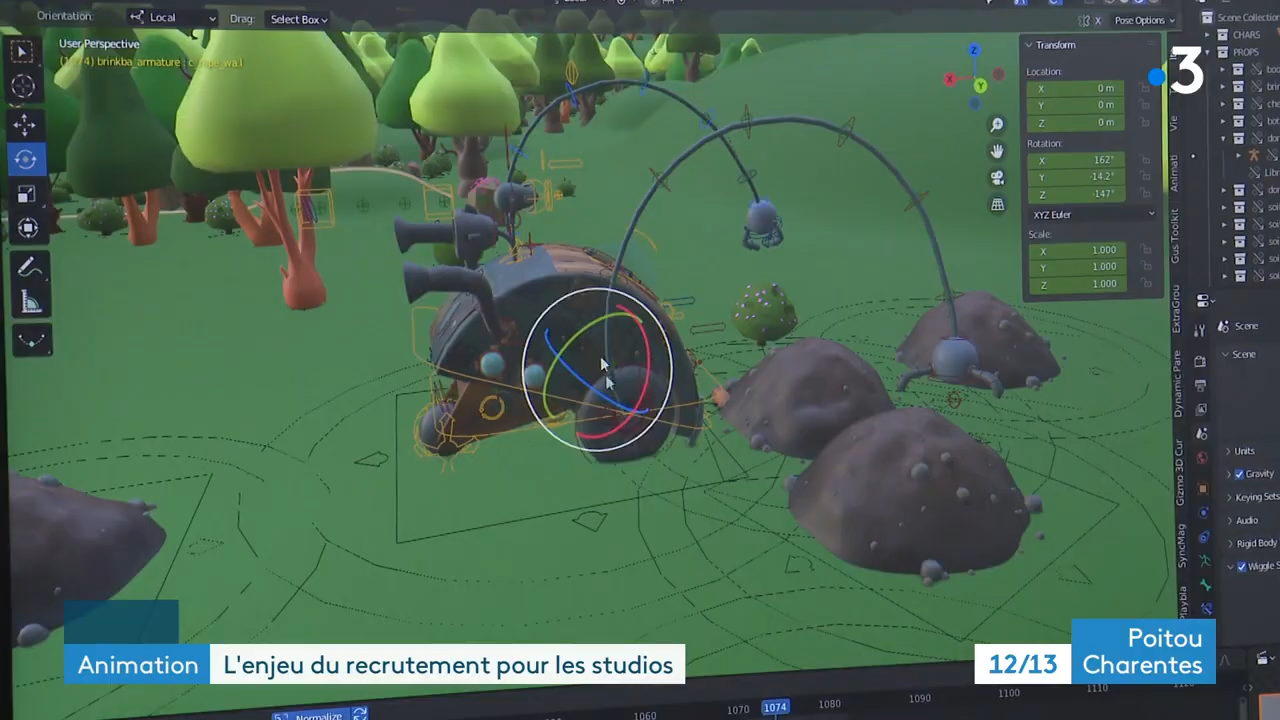 Orientation: Local Drag: Select Box
X Pose Options
User Perspective
Transform
Location:
X 0 m
Y 0 m
Z 0 m
Rotation:
X 162°
Y -14.2°
Z -147°
XYZ Euler
Scale:
X 1.000
Y 1.000
Z 1.000
Z
X
Y
3
Scene Collection
CHARS
PROPS
Scene
Scene
Units
Gravity
Keying Sets
Audio
Rigid Body
Animation
L'enjeu du recrutement pour les studios
12/13
Poitou
Charentes
Normalize
1060 1070 1074 1080 1090 1100 1110